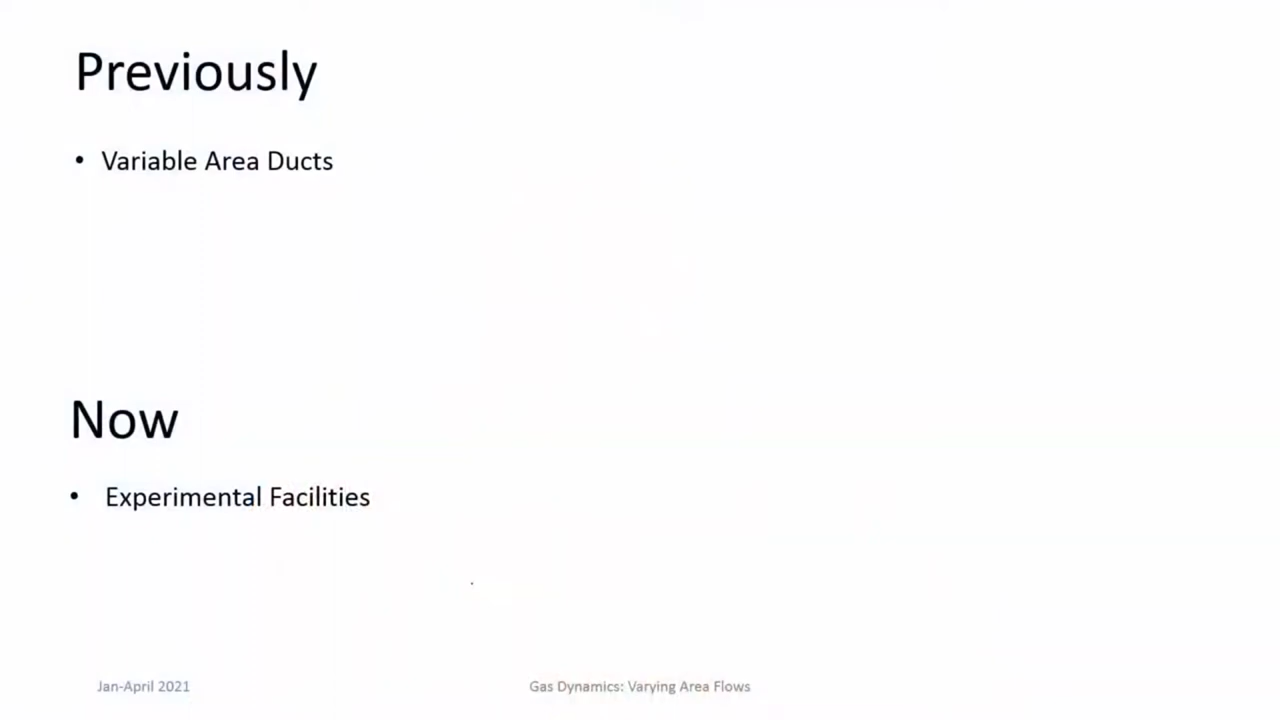 Previously
• Variable Area Ducts
Now
• Experimental Facilities
Jan-April 2021
Gas Dynamics: Varying Area Flows